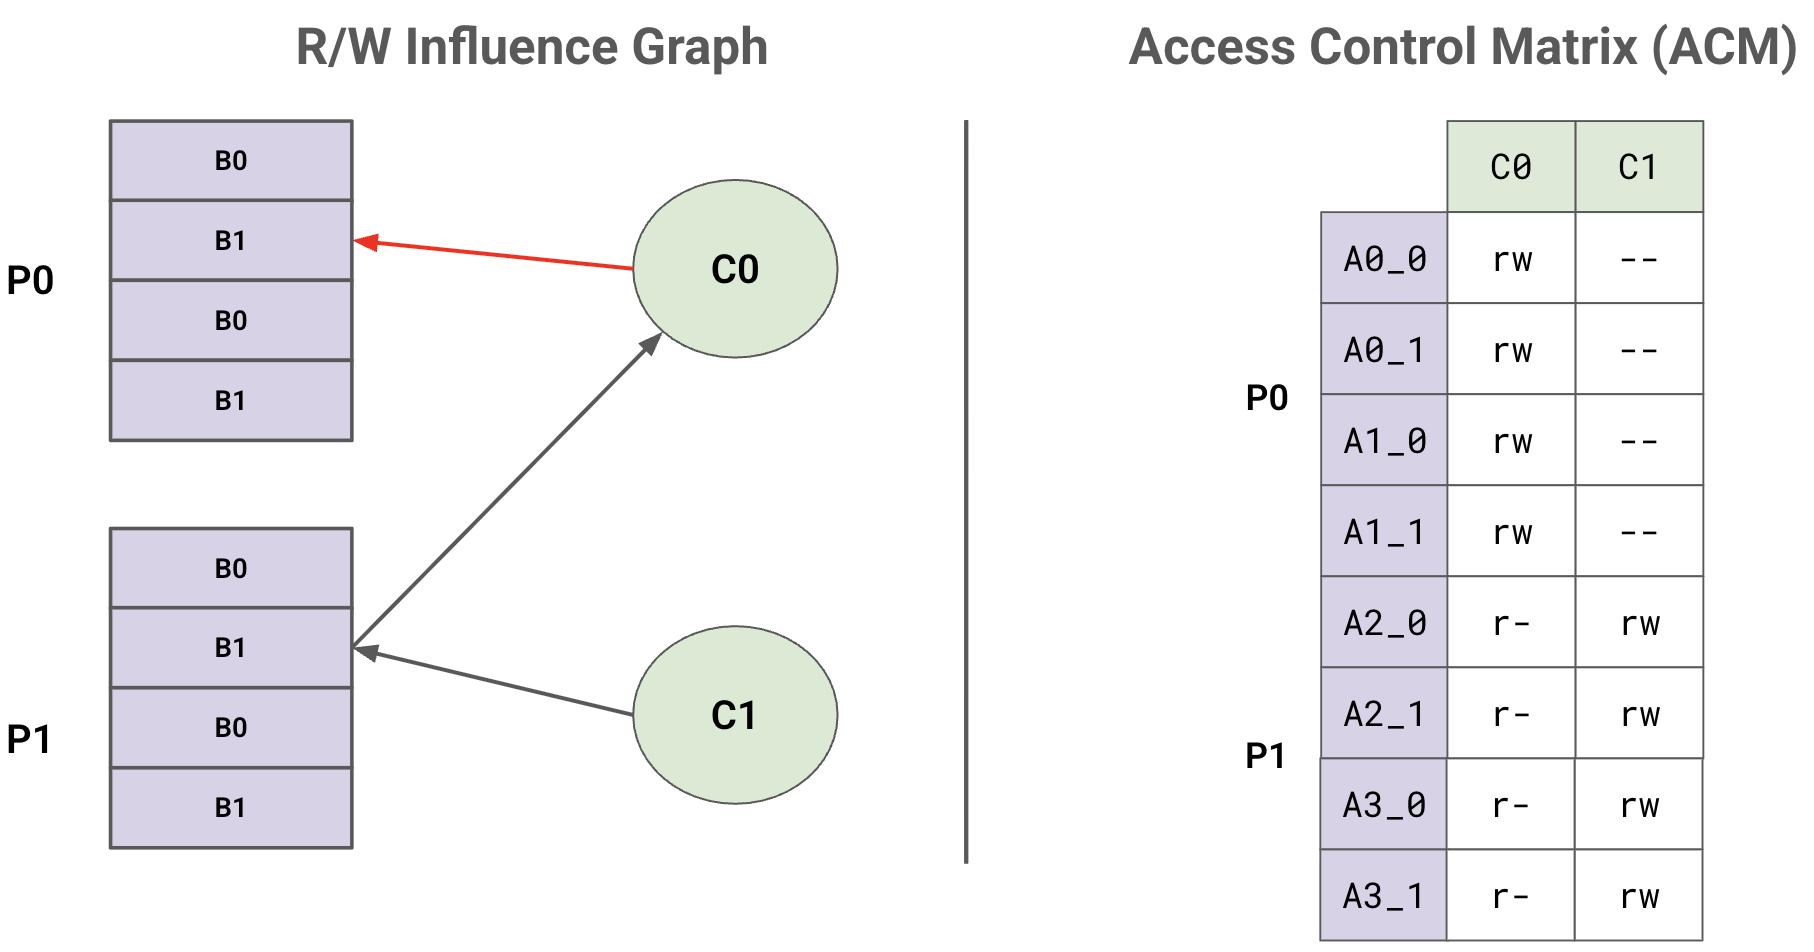 R/W Influence Graph
P0
B0
B1
B0
B1
C0
P1
B0
B1
B0
B1
C1
Access Control Matrix (ACM)
C0 C1
P0
A0_0 rw --
A0_1 rw --
A1_0 rw --
A1_1 rw --
P1
A2_0 r- rw
A2_1 r- rw
A3_0 r- rw
A3_1 r- rw